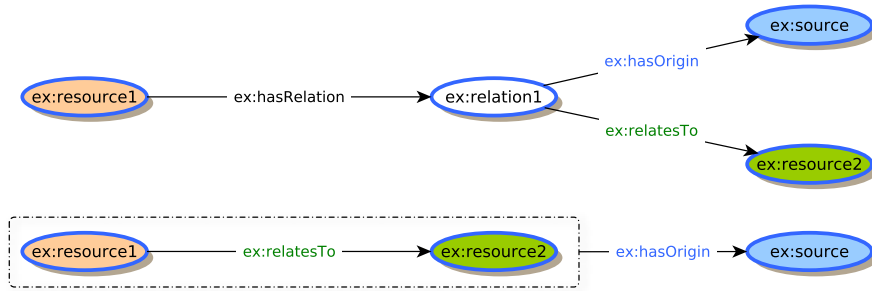 ex:source
ex:hasOrigin
ex:resource1
ex:hasRelation
ex:relation1
ex:relatesTo
ex:resource2
ex:resource1
ex:relatesTo
ex:resource2
ex:hasOrigin
ex:source